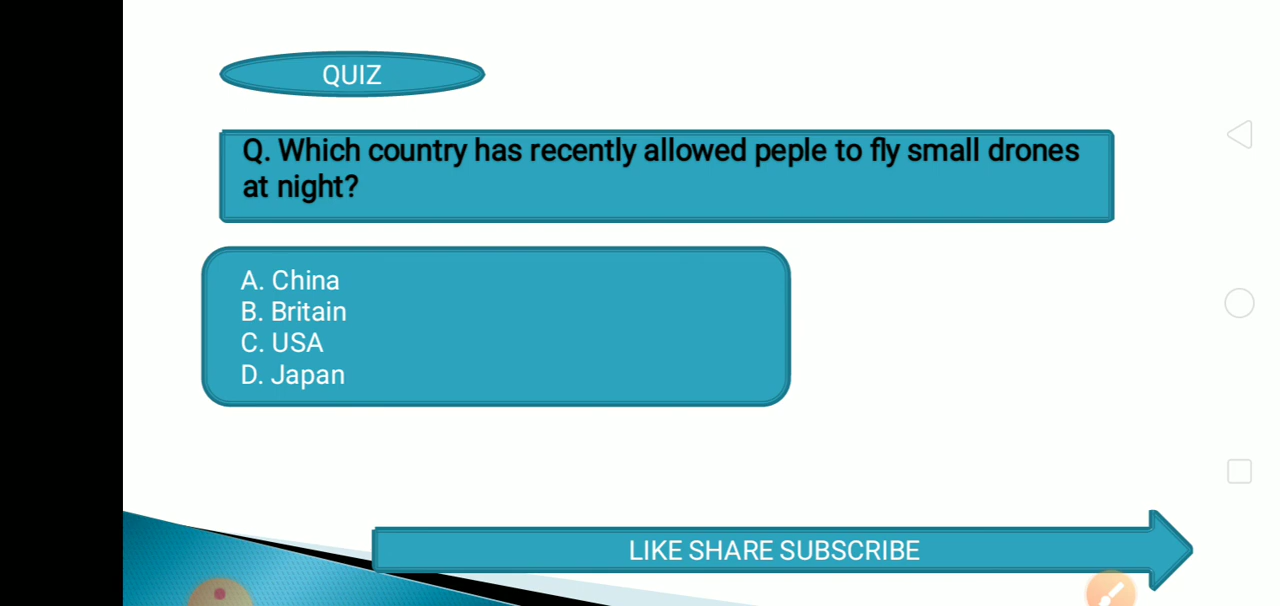 QUIZ
Q. Which country has recently allowed peple to fly small drones
at night?
A. China
B. Britain
C. USA
D. Japan
LIKE SHARE SUBSCRIBE